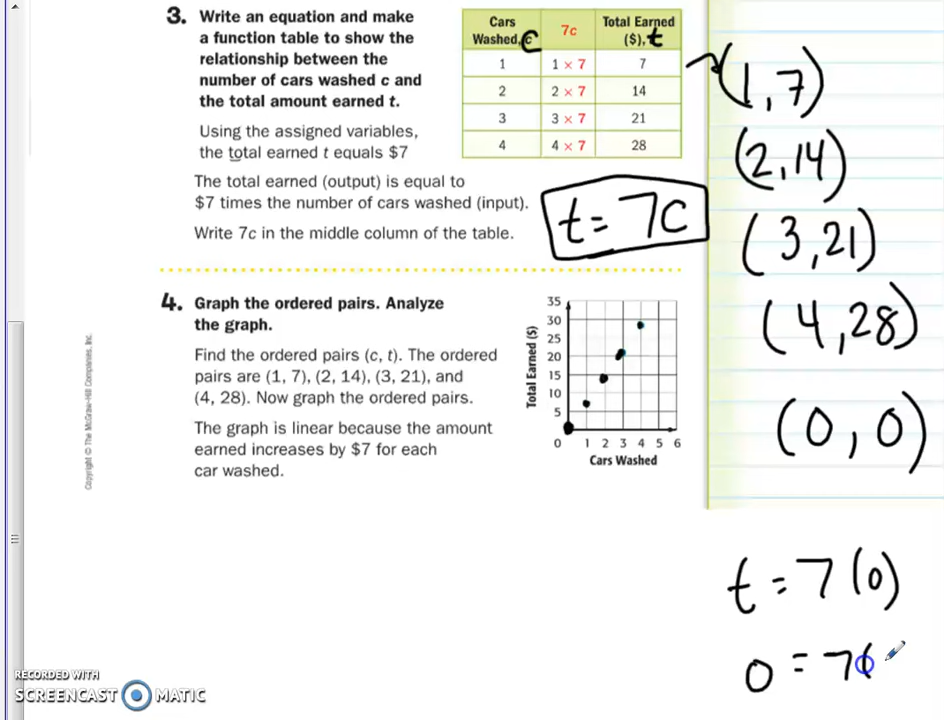 3. Write an equation and make
a function table to show the
relationship between the
number of cars washed c and
the total amount earned t.
Using the assigned variables,
the total earned t equals $7
The total earned (output) is equal to
$7 times the number of cars washed (input).
Write 7c in the middle column of the table.
Cars Washed, c 7c Total Earned ($), t
1 1 × 7 7
2 2 × 7 14
3 3 × 7 21
4 4 × 7 28
t = 7c
(1, 7)
(2, 14)
(3, 21)
(4, 28)
(0, 0)
4. Graph the ordered pairs. Analyze
the graph.
Find the ordered pairs (c, t). The ordered
pairs are (1, 7), (2, 14), (3, 21), and
(4, 28). Now graph the ordered pairs.
The graph is linear because the amount
earned increases by $7 for each
car washed.
Total Earned ($)
35
30
25
20
15
10
5
0 1 2 3 4 5 6
Cars Washed
Copyright © The McGraw-Hill Companies, Inc.
t = 7(0)
0 = 7(
RECORDED WITH
SCREENCAST MATIC